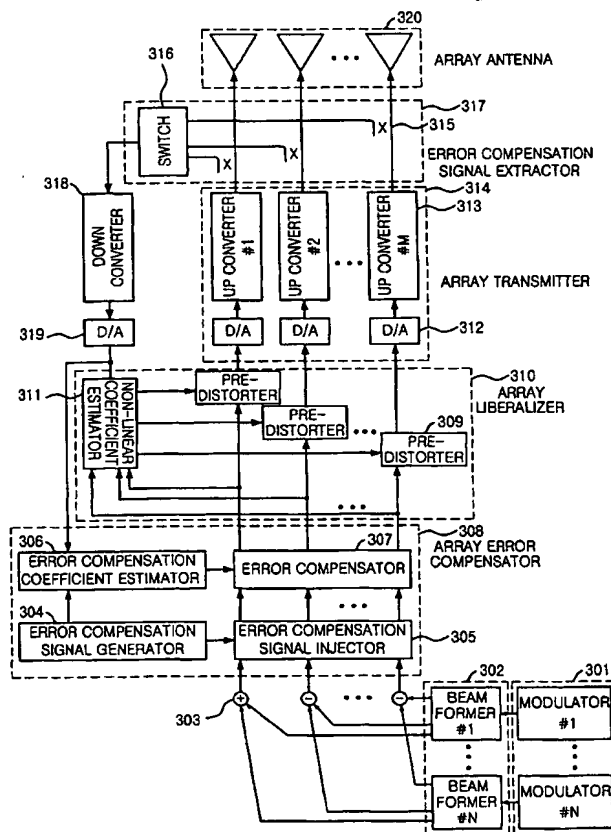 320
ARRAY ANTENNA
316
SWITCH
317
315
X
X
X
ERROR COMPENSATION
SIGNAL EXTRACTOR
318
DOWN
CONVERTER
314
313
UP CONVERTER
#1
UP CONVERTER
#2
UP CONVERTER
#M
ARRAY TRANSMITTER
319
D/A
D/A
D/A
D/A
312
310
ARRAY
LIBERALIZER
311
NON-LINEAR
COEFFICIENT
ESTIMATOR
PRE-
DISTORTER
PRE-
DISTORTER
309
PRE-
DISTORTER
308
ARRAY ERROR
COMPENSATOR
306
ERROR COMPENSATION
COEFFICIENT ESTIMATOR
307
ERROR COMPENSATOR
304
ERROR COMPENSATION
SIGNAL GENERATOR
ERROR COMPENSATION
SIGNAL INJECTOR
305
302
301
303
BEAM
FORMER
#1
MODULATOR
#1
BEAM
FORMER
#N
MODULATOR
#N